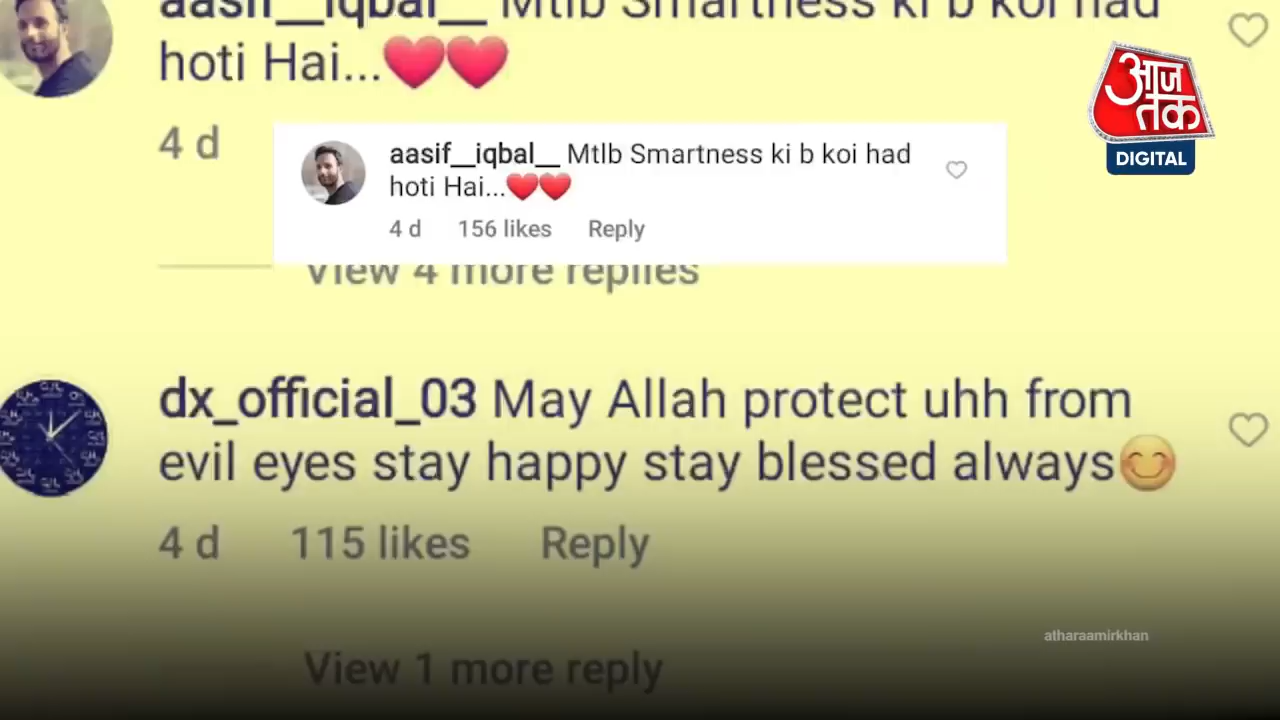 aasif__iqbal__ Mtlb Smartness ki b koi had
hoti Hai...❤️❤️
4 d
आज
तक
DIGITAL
aasif__iqbal__ Mtlb Smartness ki b koi had
hoti Hai...❤️❤️
4 d 156 likes Reply
View 4 more replies
dx_official_03 May Allah protect uhh from
evil eyes stay happy stay blessed always😊
4 d 115 likes Reply
atharaamirkhan
View 1 more reply